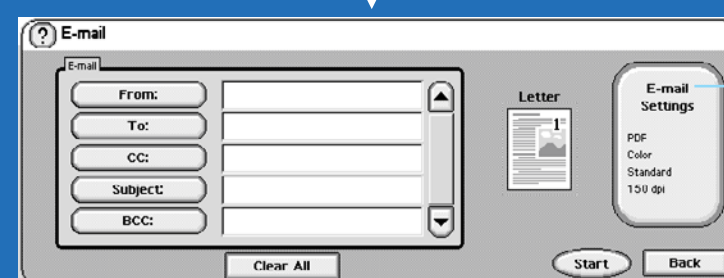 ? E-mail
E-mail
From:
To:
CC:
Subject:
BCC:
Clear All
Letter
1
E-mail
Settings
PDF
Color
Standard
150 dpi
Start
Back